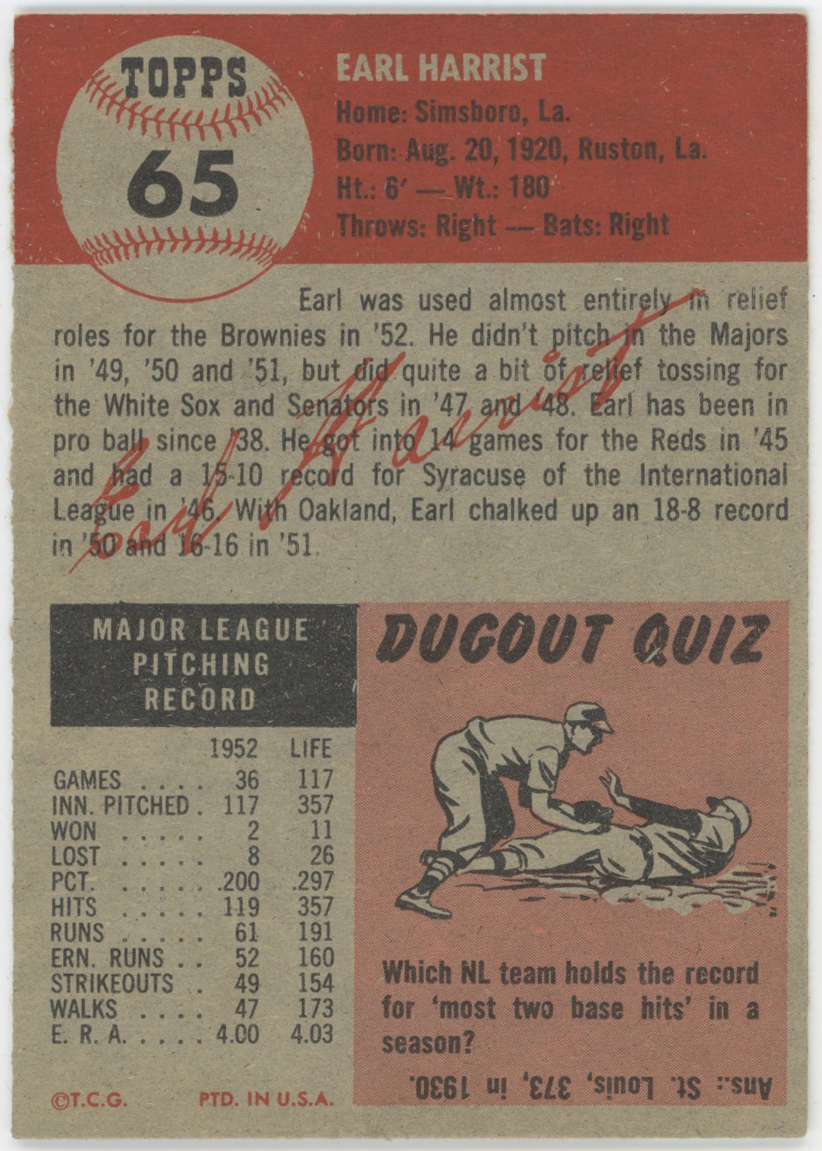 TOPPS
65
EARL HARRIST
Home: Simsboro, La.
Born: Aug. 20, 1920, Ruston, La.
Ht.: 6′ — Wt.: 180
Throws: Right — Bats: Right
Earl was used almost entirely in relief
roles for the Brownies in '52. He didn't pitch in the Majors
in '49, '50 and '51, but did quite a bit of relief tossing for
the White Sox and Senators in '47 and '48. Earl has been in
pro ball since '38. He got into 14 games for the Reds in '45
and had a 15-10 record for Syracuse of the International
League in '46. With Oakland, Earl chalked up an 18-8 record
in '50 and 16-16 in '51.
Earl Harrist
MAJOR LEAGUE
PITCHING
RECORD
1952 LIFE
GAMES . . . . 36 117
INN. PITCHED . 117 357
WON . . . . . 2 11
LOST . . . . . 8 26
PCT. . . . . . .200 .297
HITS . . . . . 119 357
RUNS . . . . . 61 191
ERN. RUNS . . 52 160
STRIKEOUTS . 49 154
WALKS . . . . 47 173
E. R. A. . . . . . 4.00 4.03
©T.C.G. PTD. IN U.S.A.
DUGOUT QUIZ
Which NL team holds the record
for 'most two base hits' in a
season?
Ans.: St. Louis, 373, in 1930.